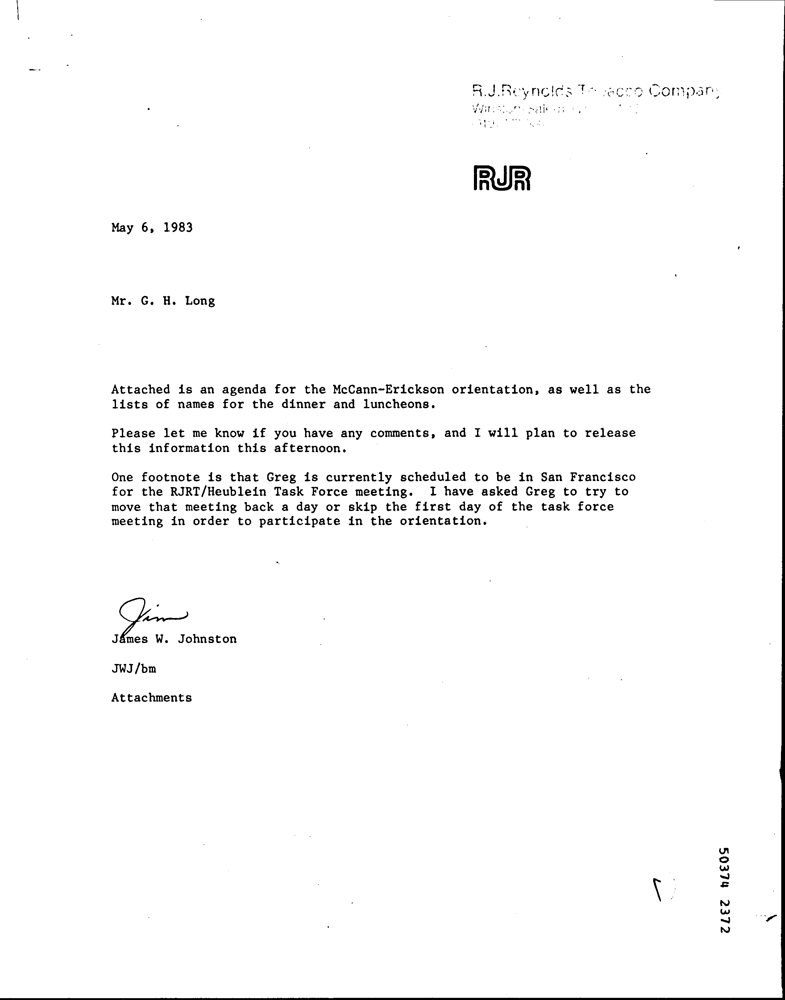 R.J.Reynolds Tobacco Company
RJR
May 6, 1983
Mr. G. H. Long
Attached is an agenda for the McCann-Erickson orientation, as well as the
lists of names for the dinner and luncheons.
Please let me know if you have any comments, and I will plan to release
this information this afternoon.
One footnote is that Greg is currently scheduled to be in San Francisco
for the RJRT/Heublein Task Force meeting. I have asked Greg to try to
move that meeting back a day or skip the first day of the task force
meeting in order to participate in the orientation.
Jim
James W. Johnston
JWJ/bm
Attachments
50374 2372